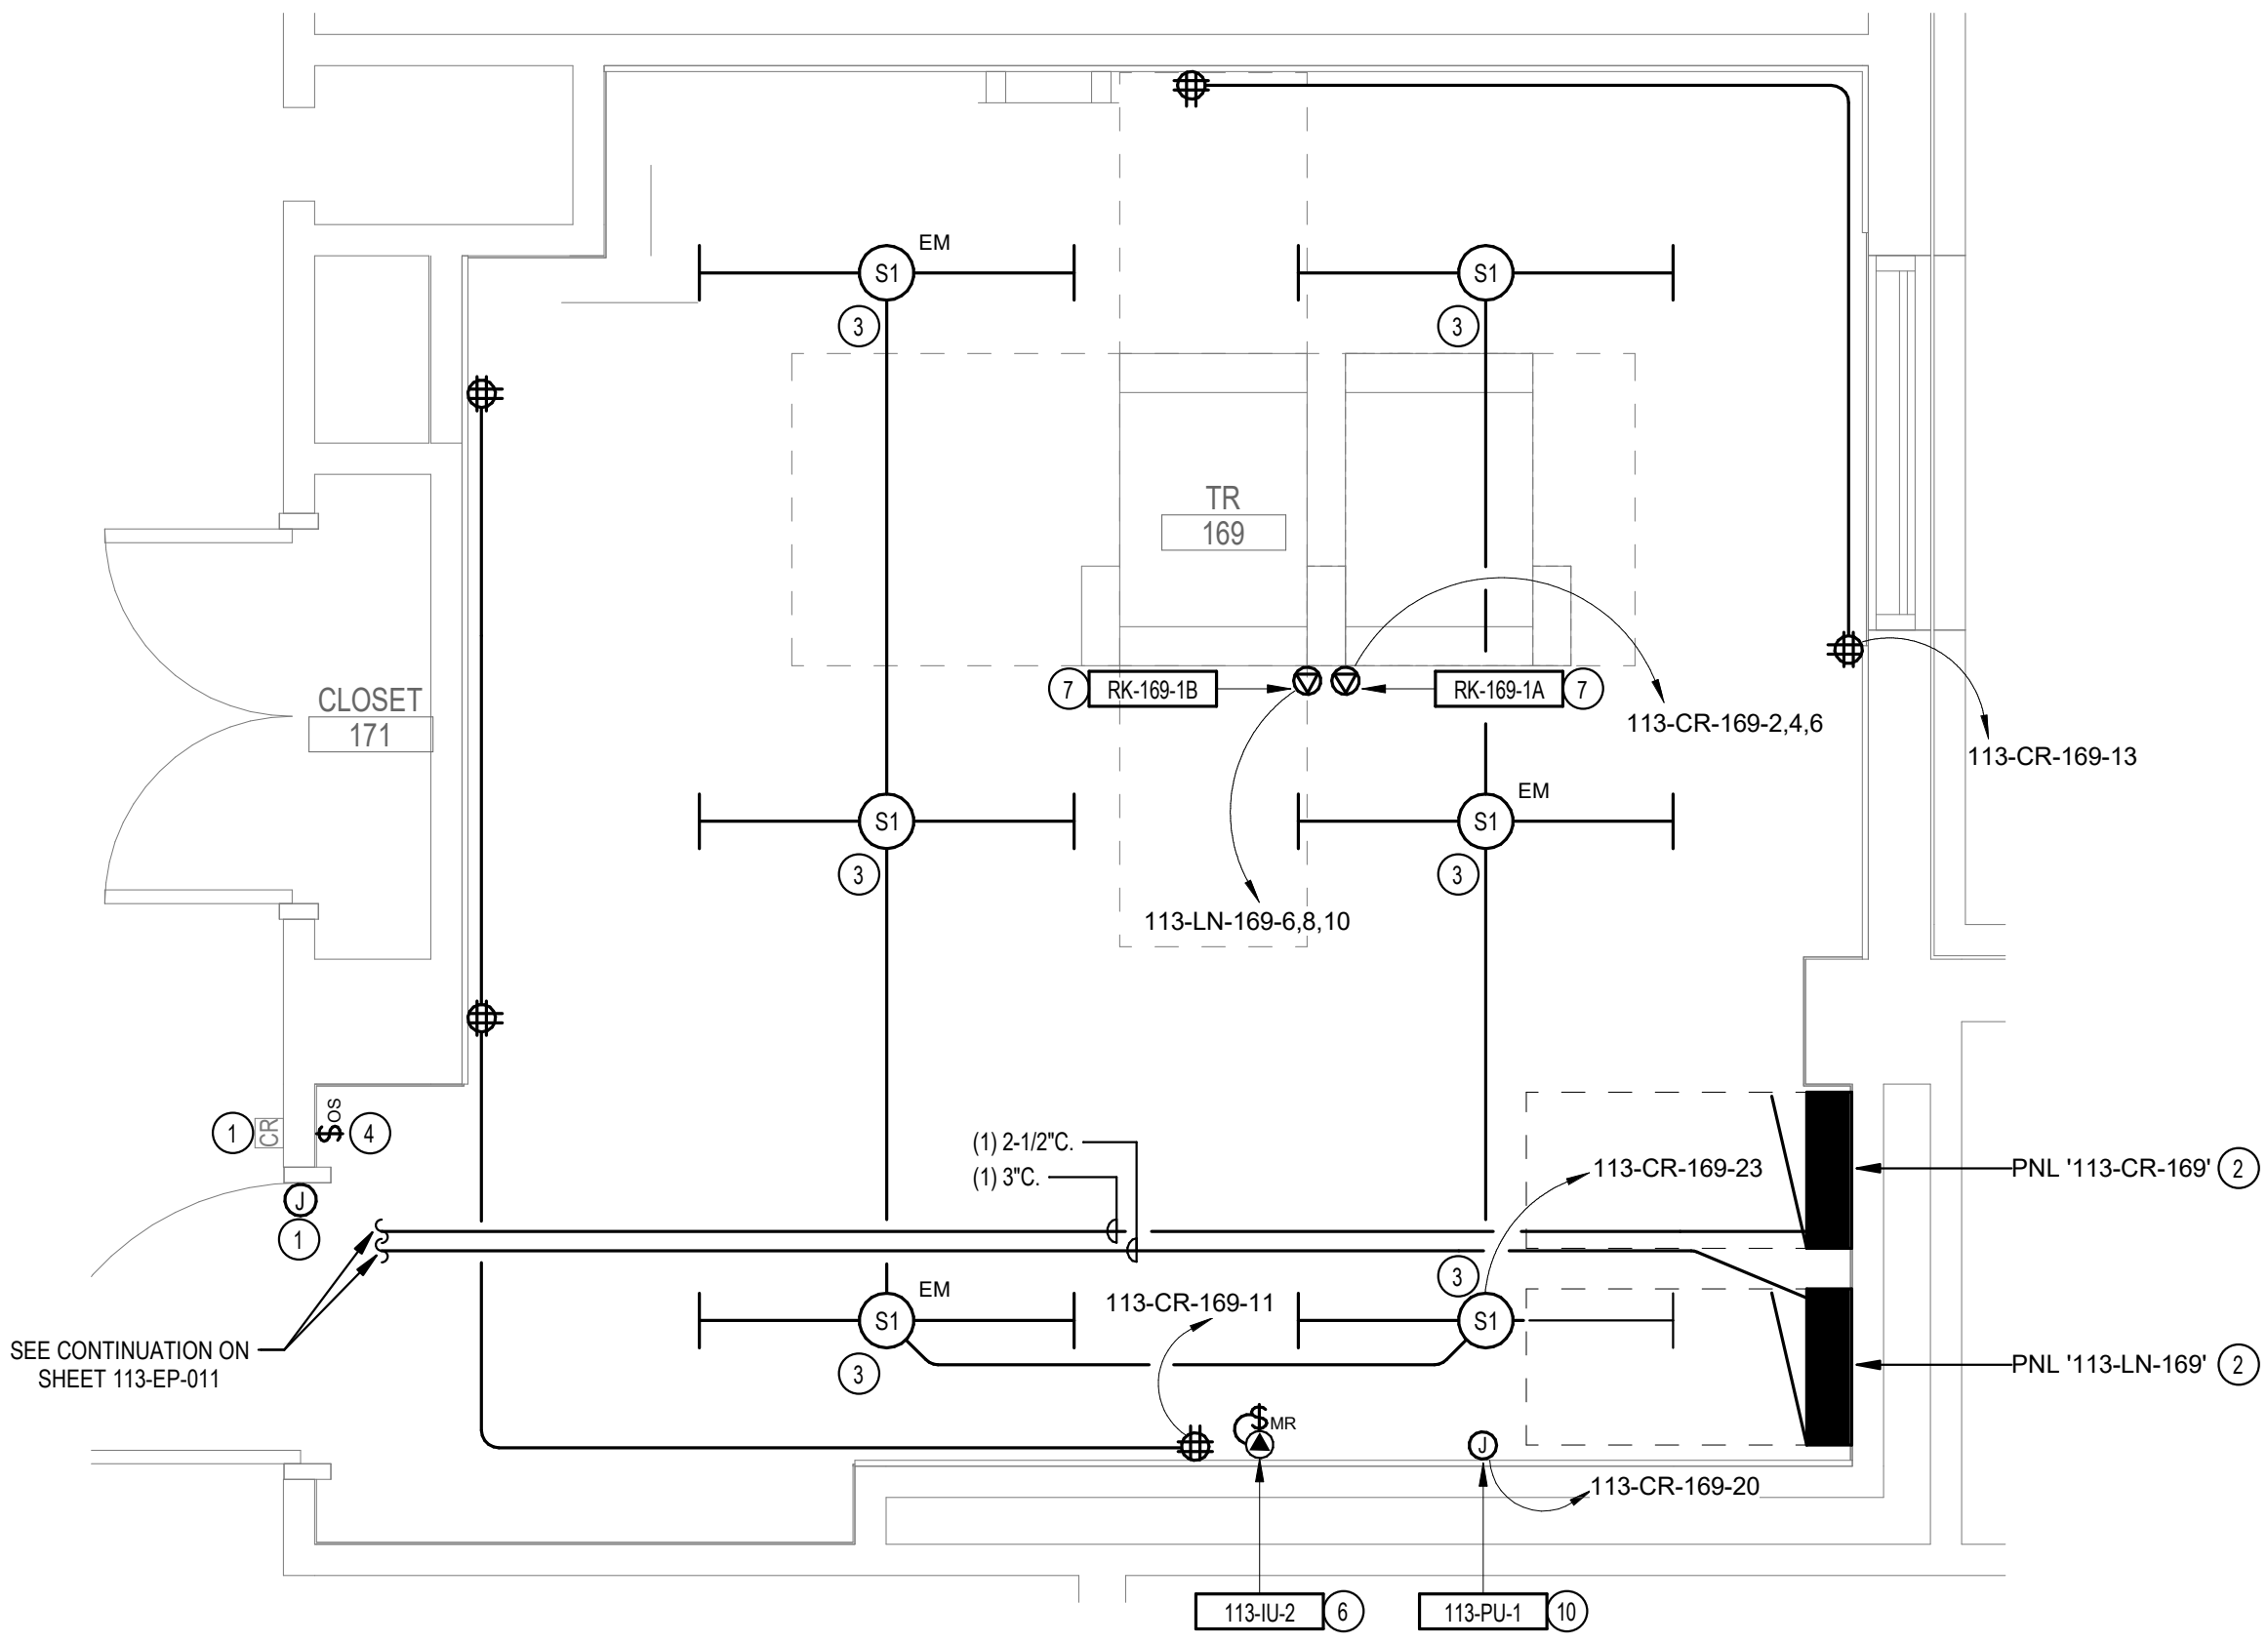 EM
S1
S1
3
3
TR
169
CLOSET
171
7
RK-169-1B
RK-169-1A
7
113-CR-169-2,4,6
113-CR-169-13
EM
S1
S1
3
3
113-LN-169-6,8,10
1
CR
$OS
4
(1) 2-1/2"C.
(1) 3"C.
113-CR-169-23
PNL '113-CR-169'
2
J
1
3
EM
113-CR-169-11
S1
S1
SEE CONTINUATION ON
SHEET 113-EP-011
3
PNL '113-LN-169'
2
$MR
J
113-CR-169-20
113-IU-2
6
113-PU-1
10